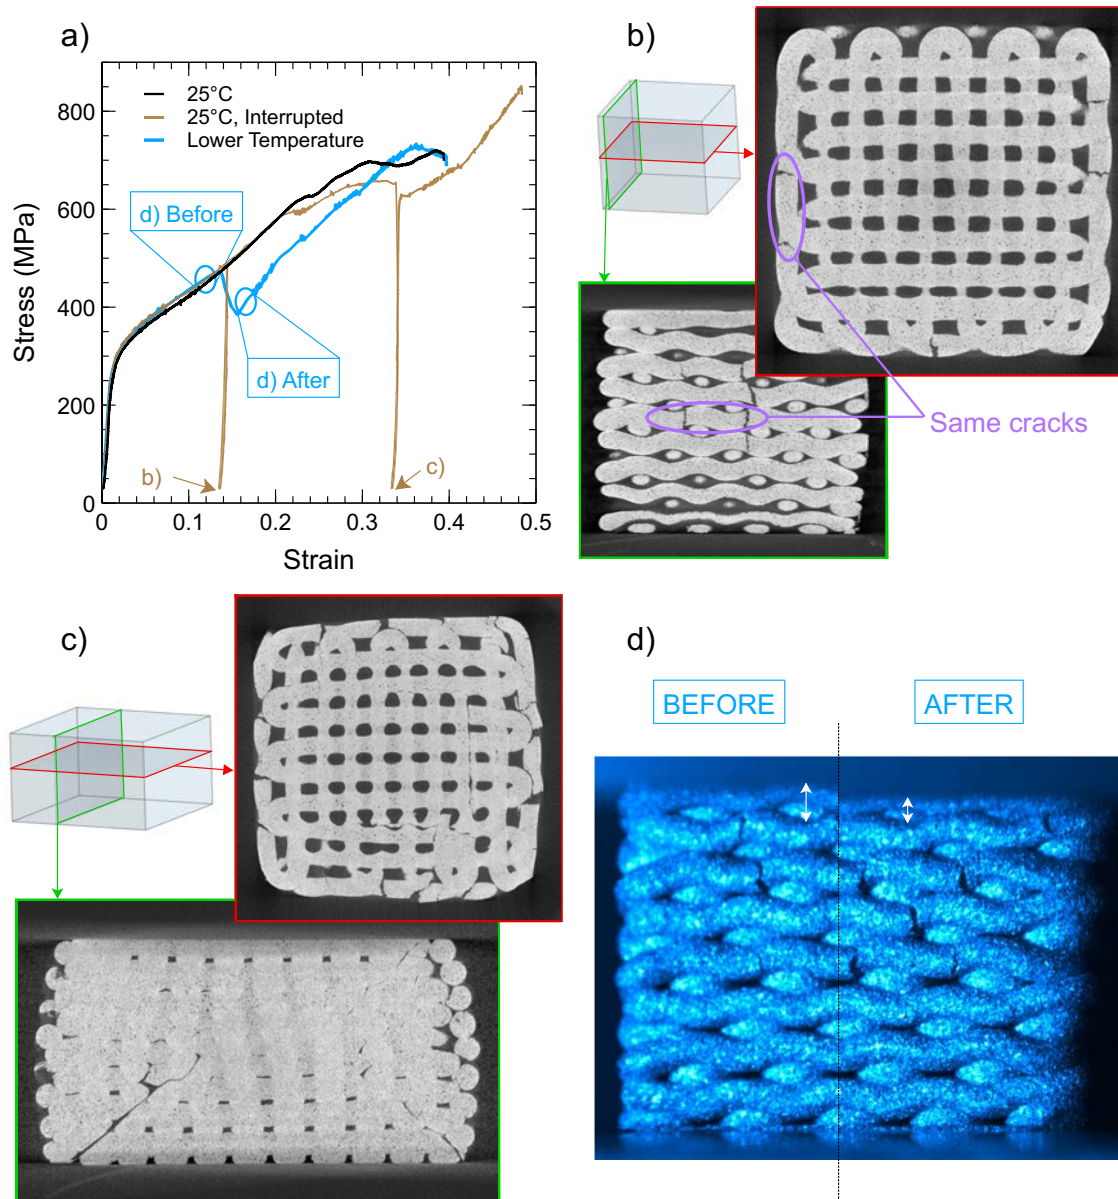 a)
25°C
25°C, Interrupted
Lower Temperature
d) Before
d) After
b)
c)
Stress (MPa)
800
600
400
200
0
0
0.1
0.2
0.3
0.4
0.5
Strain
b)
Same cracks
c)
d)
BEFORE
AFTER